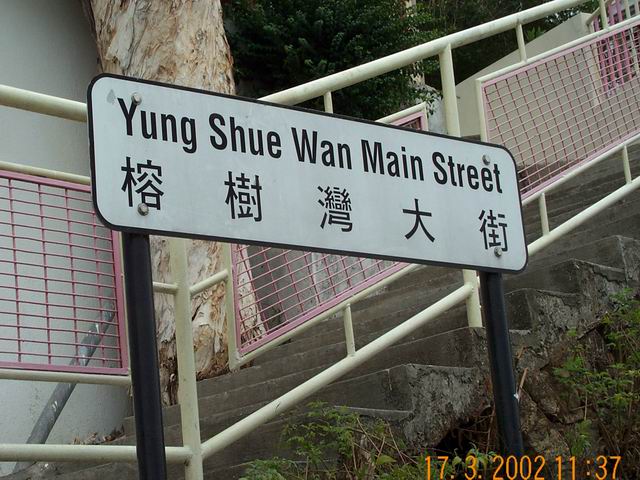 Yung Shue Wan Main Street
榕樹灣大街
17. 3. 2002 11:37